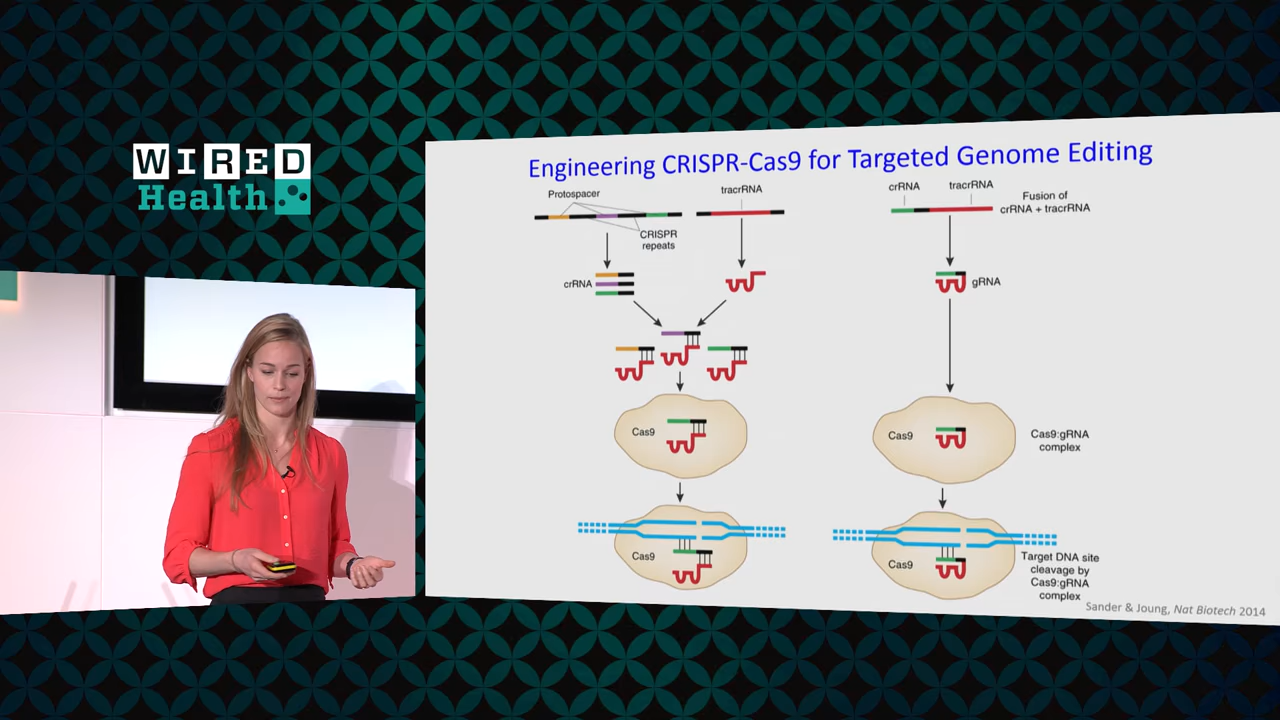 WIRED
Health
Engineering CRISPR-Cas9 for Targeted Genome Editing
Protospacer
tracrRNA
CRISPR
repeats
crRNA
Cas9
Cas9
crRNA
tracrRNA
Fusion of
crRNA + tracrRNA
gRNA
Cas9
Cas9:gRNA
complex
Cas9
Target DNA site
cleavage by
Cas9:gRNA
complex
Sander & Joung, Nat Biotech 2014